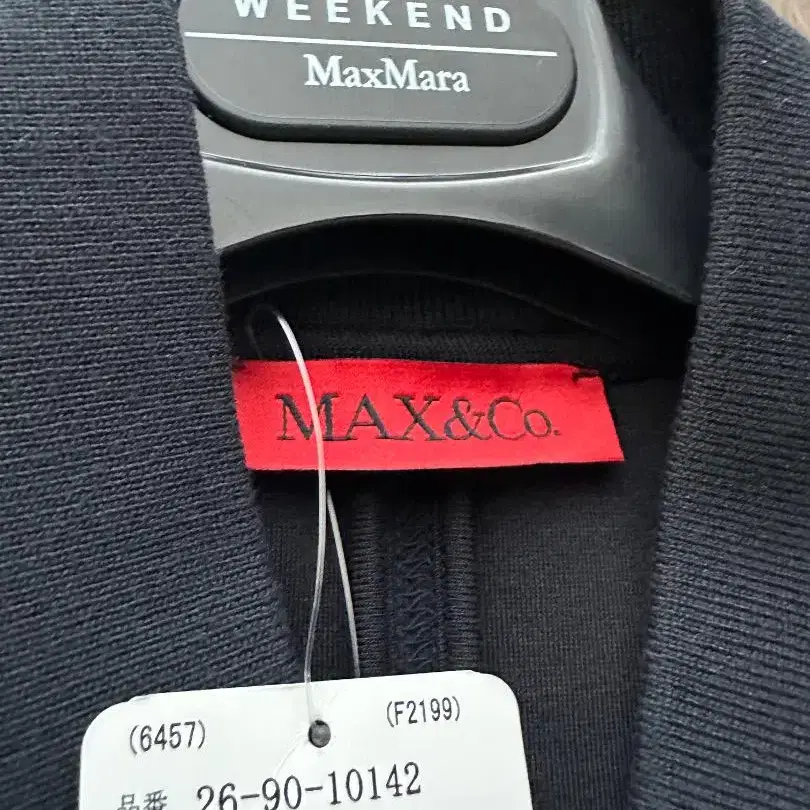 WEEKEND
MaxMara
MAX&Co.
(6457) (F2199)
品番 26-90-10142